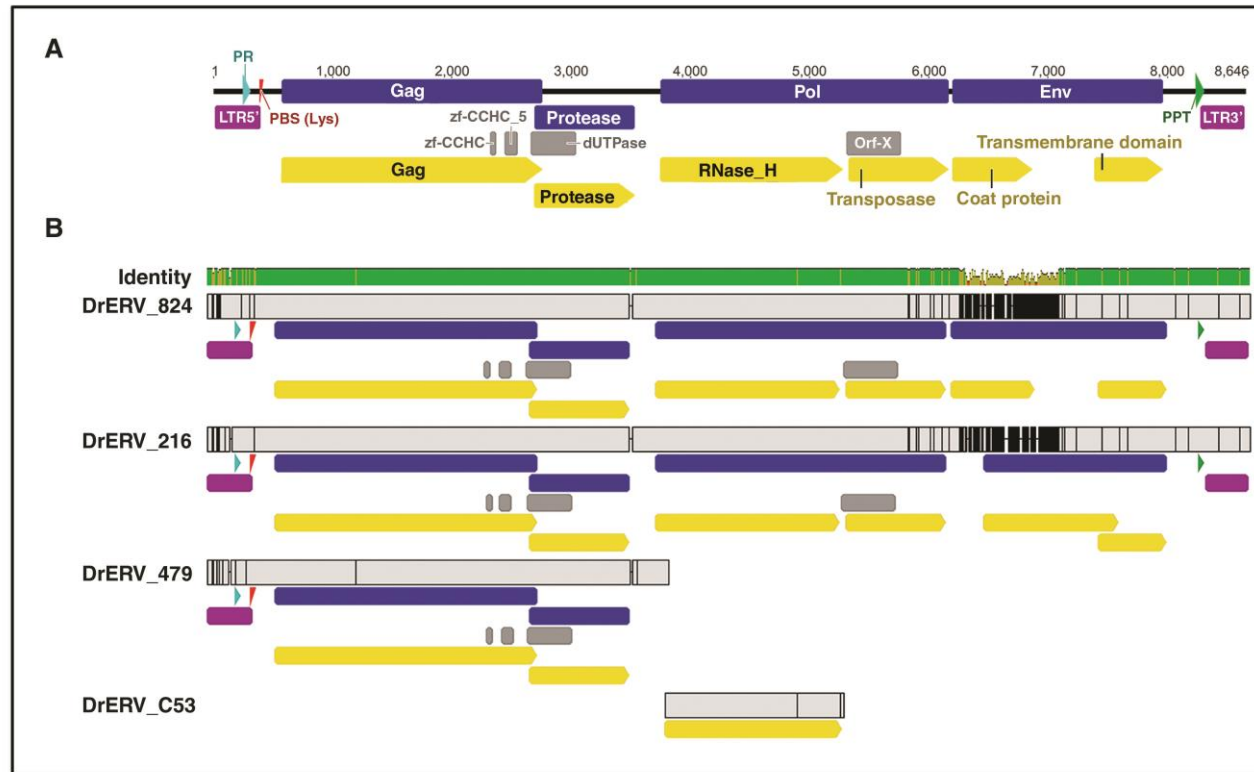 A
PR
1 1,000 2,000 3,000 4,000 5,000 6,000 7,000 8,000 8,646
Gag Pol Env
LTR5' PBS (Lys) zf-CCHC_5 Protease PPT LTR3'
zf-CCHC dUTPase Orf-X Transmembrane domain
Gag RNase_H
Protease Transposase Coat protein
B
Identity
DrERV_824
DrERV_216
DrERV_479
DrERV_C53